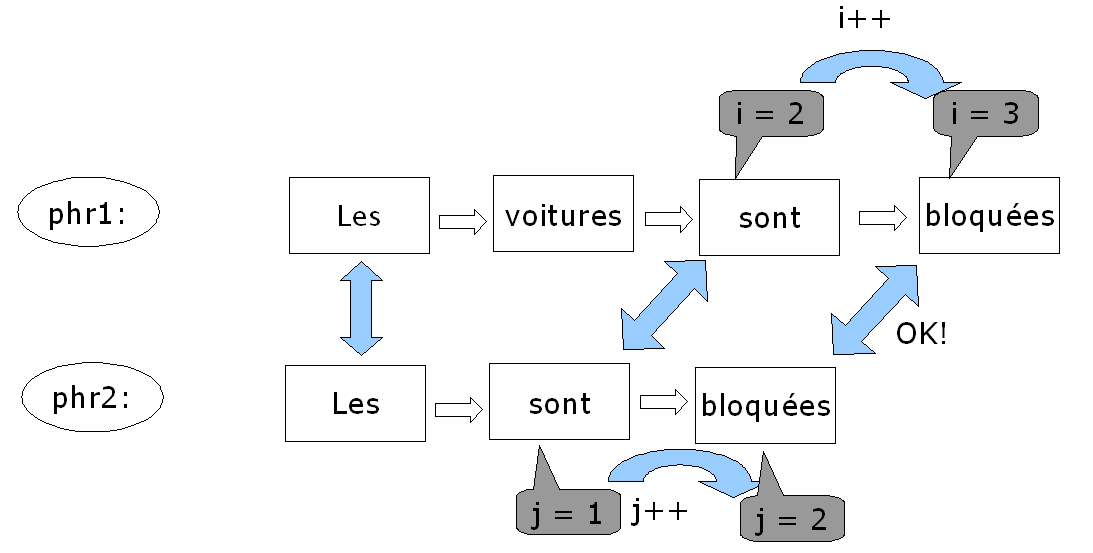 i++
i = 2
i = 3
phr1:
Les
voitures
sont
bloquées
OK!
phr2:
Les
sont
bloquées
j = 1
j++
j = 2